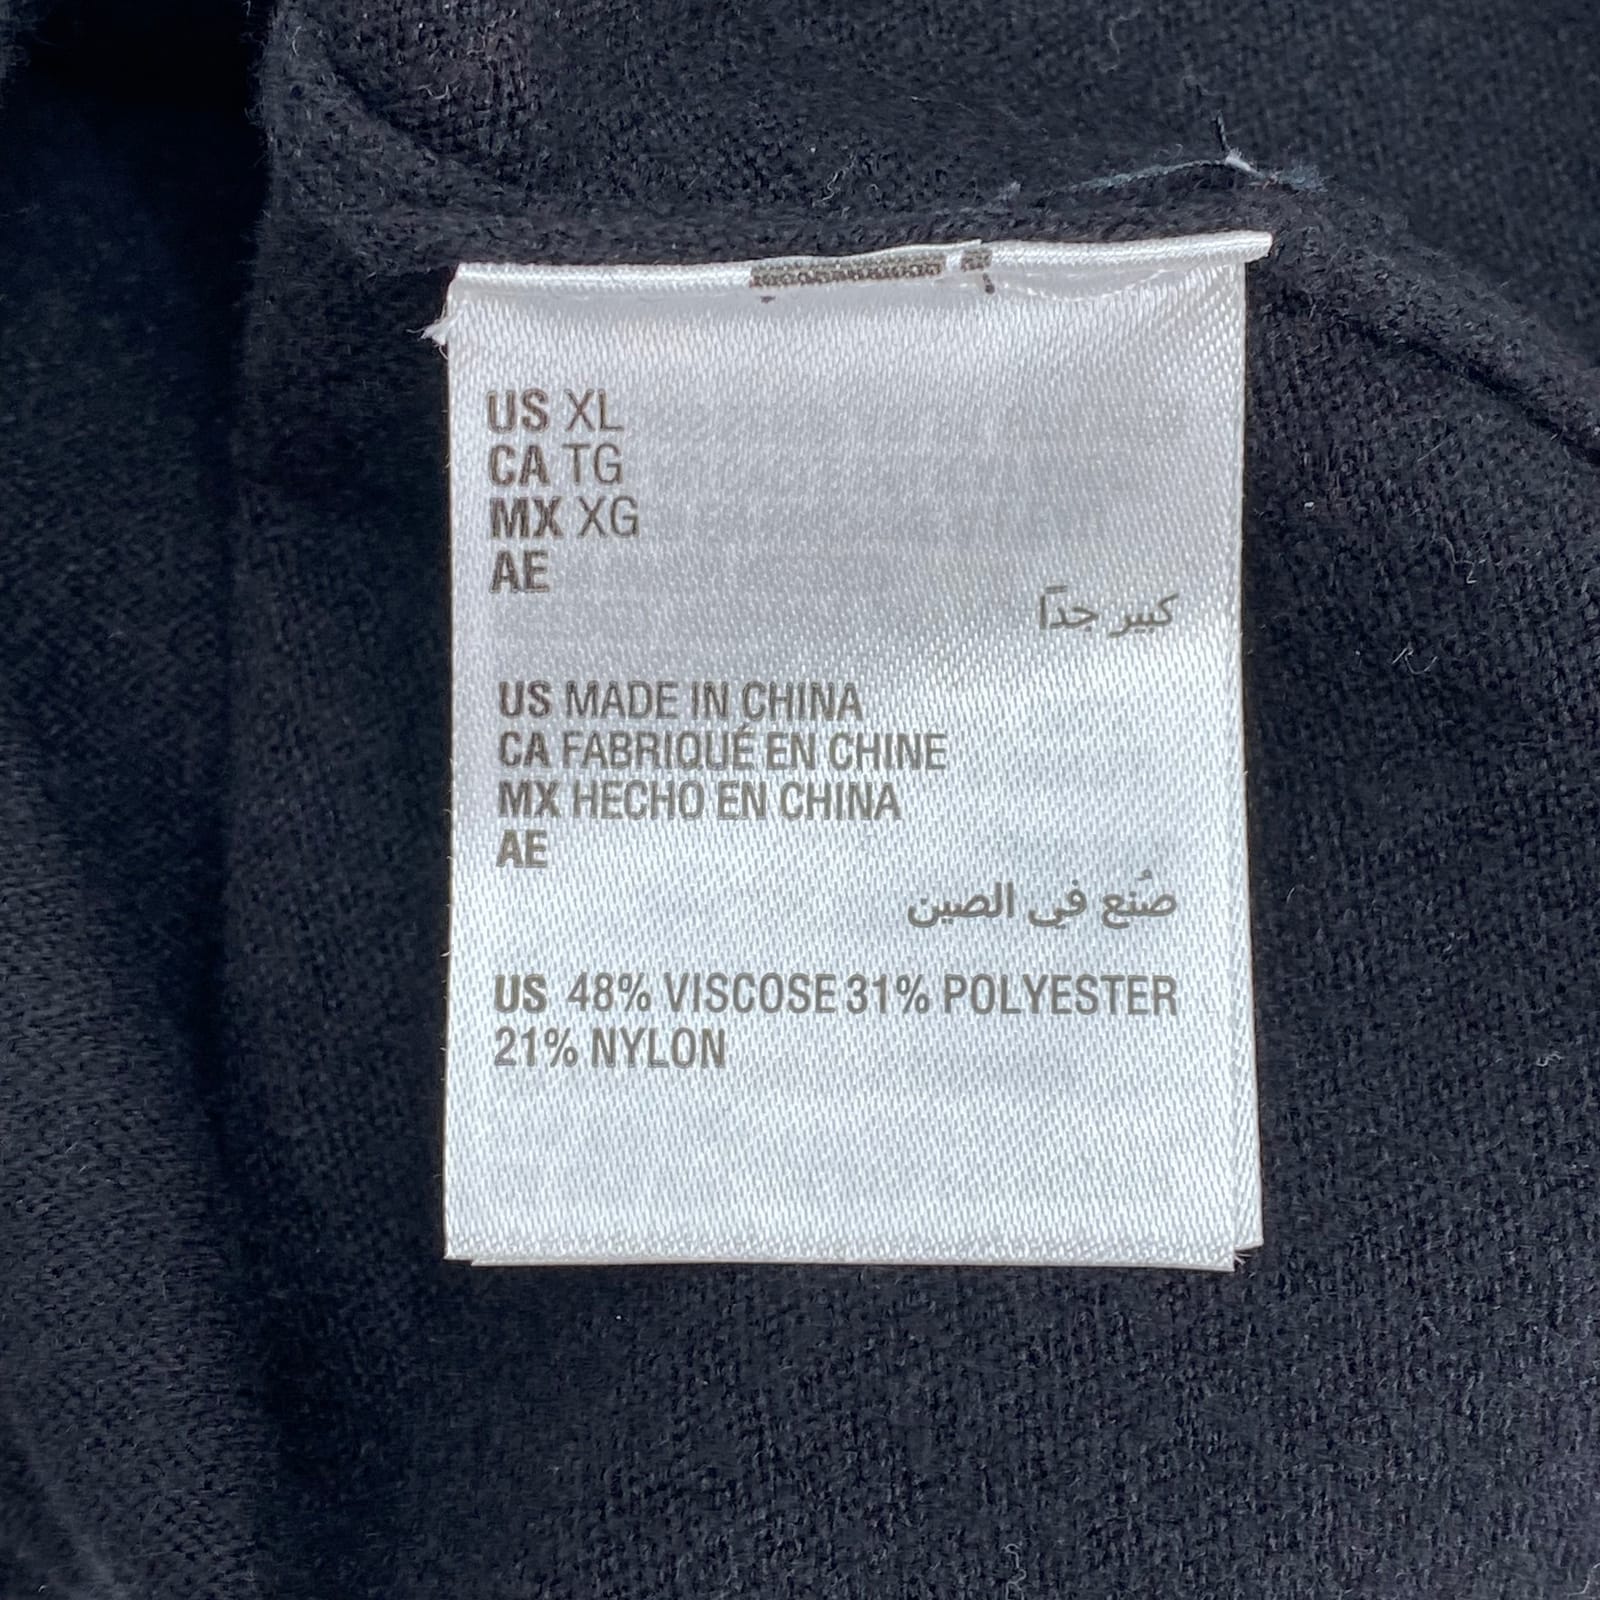 US XL
CA TG
MX XG
AE
كبير جداً
US MADE IN CHINA
CA FABRIQUÉ EN CHINE
MX HECHO EN CHINA
AE
صُنع في الصين
US 48% VISCOSE 31% POLYESTER
21% NYLON